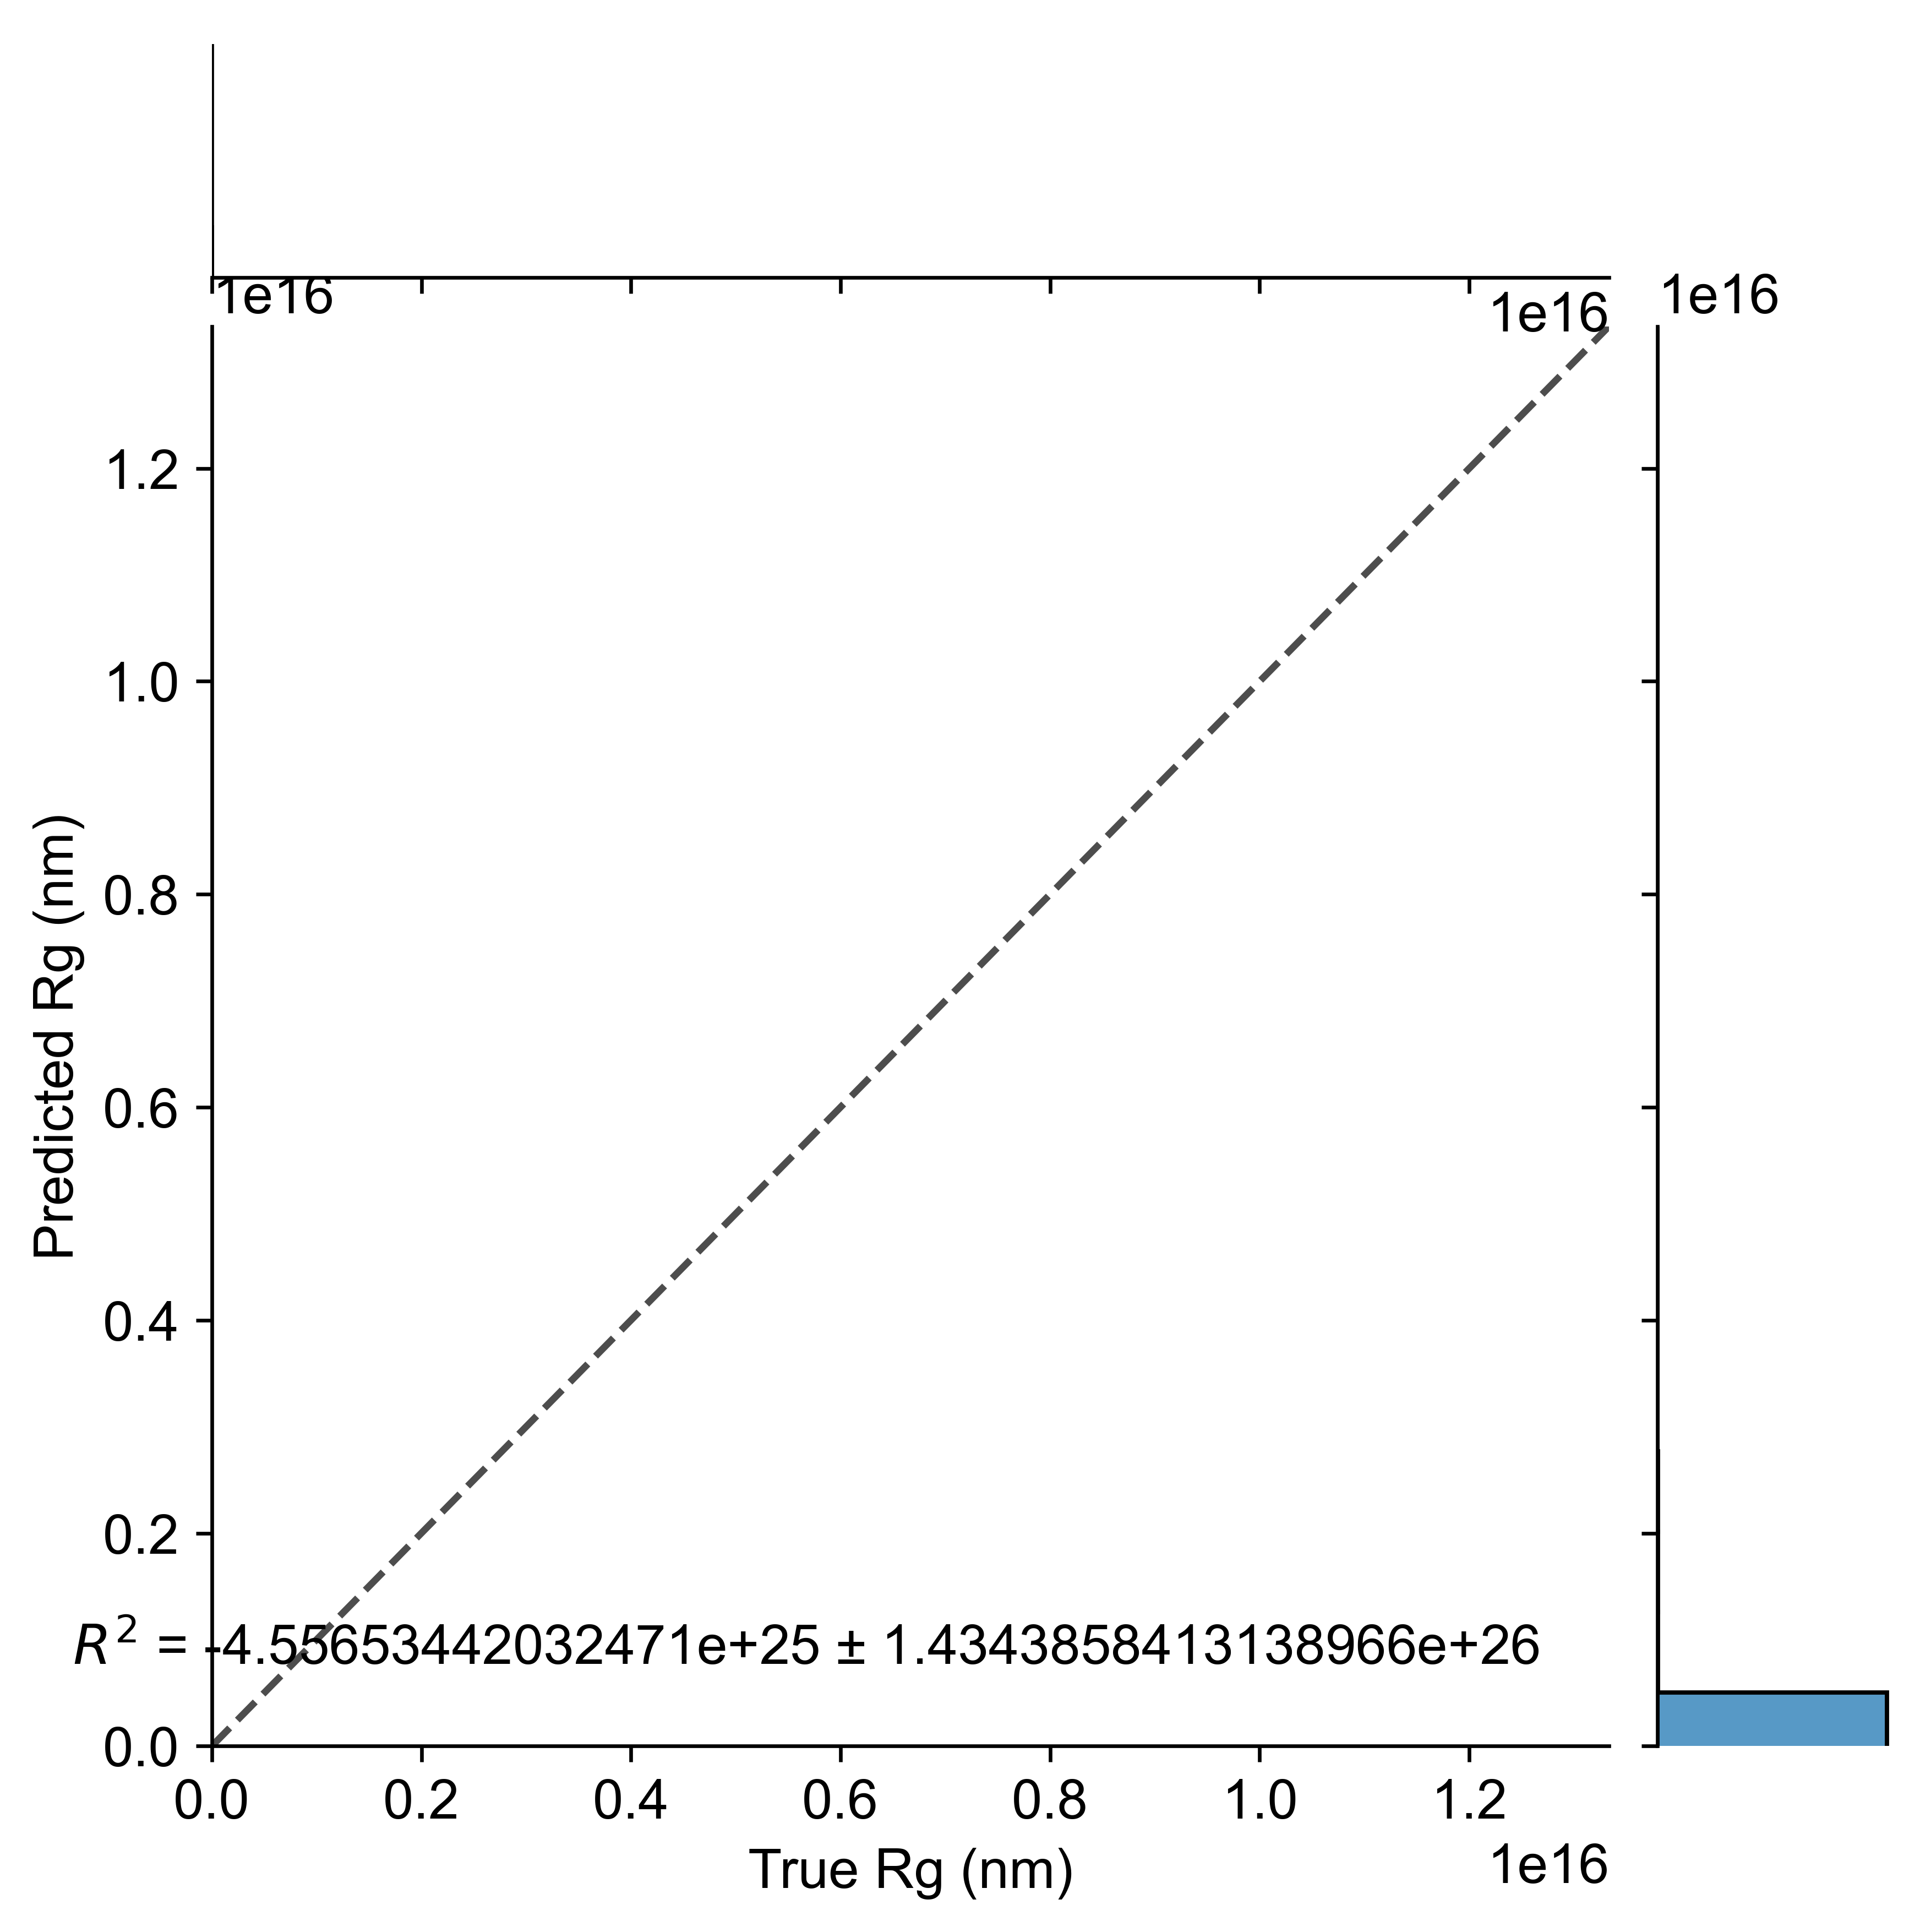 1e16
1e16
1e16
1.2
1.0
0.8
0.6
0.4
0.2
0.0
Predicted Rg (nm)
R² = -4.55653442032471e+25 ± 1.4343858413138966e+26
0.0 0.2 0.4 0.6 0.8 1.0 1.2
1e16
True Rg (nm)